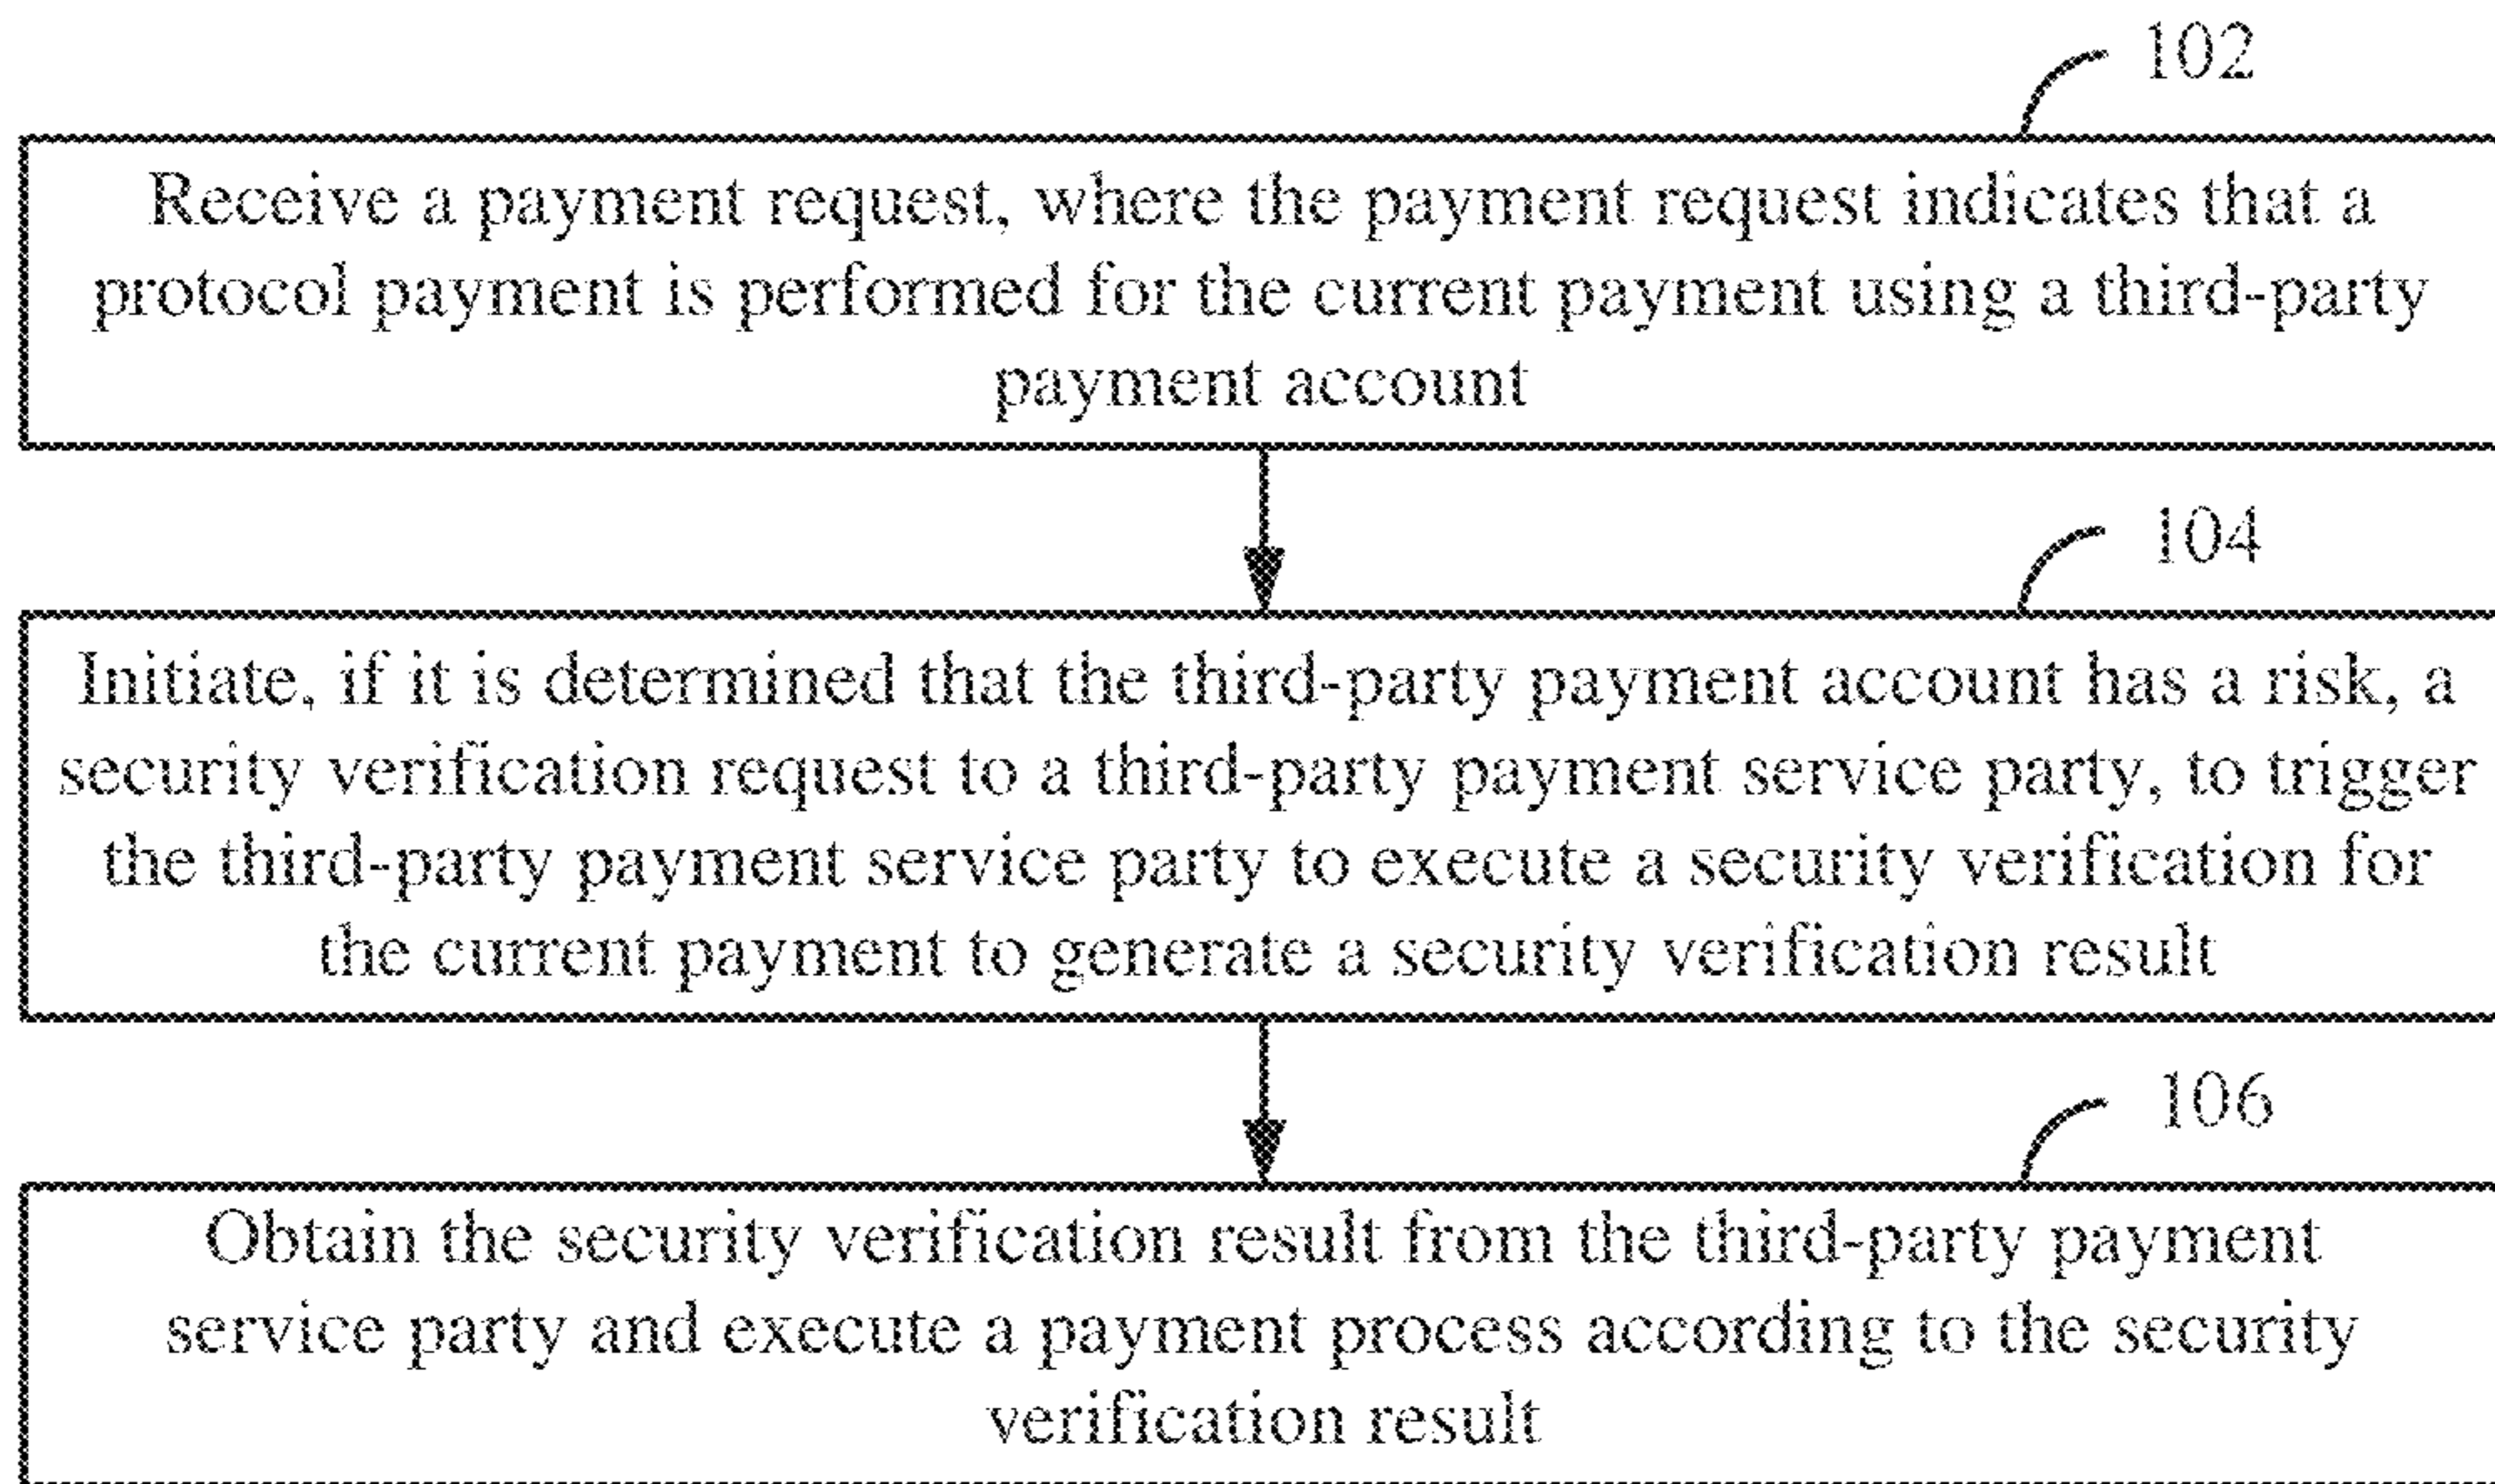 102
Receive a payment request, where the payment request indicates that a
protocol payment is performed for the current payment using a third-party
payment account
104
Initiate, if it is determined that the third-party payment account has a risk, a
security verification request to a third-party payment service party, to trigger
the third-party payment service party to execute a security verification for
the current payment to generate a security verification result
106
Obtain the security verification result from the third-party payment
service party and execute a payment process according to the security
verification result